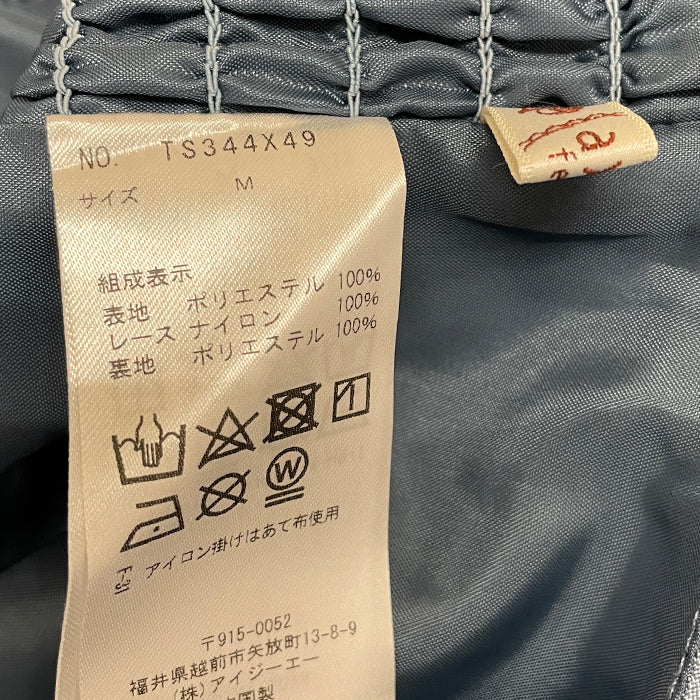 NO. TS344X49
サイズ M
組成表示
表地 ポリエステル 100%
レース ナイロン 100%
裏地 ポリエステル 100%
W
アイロン掛けはあて布使用
〒915-0052
福井県越前市矢放町13-8-9
(株)アイジーエー
中国製